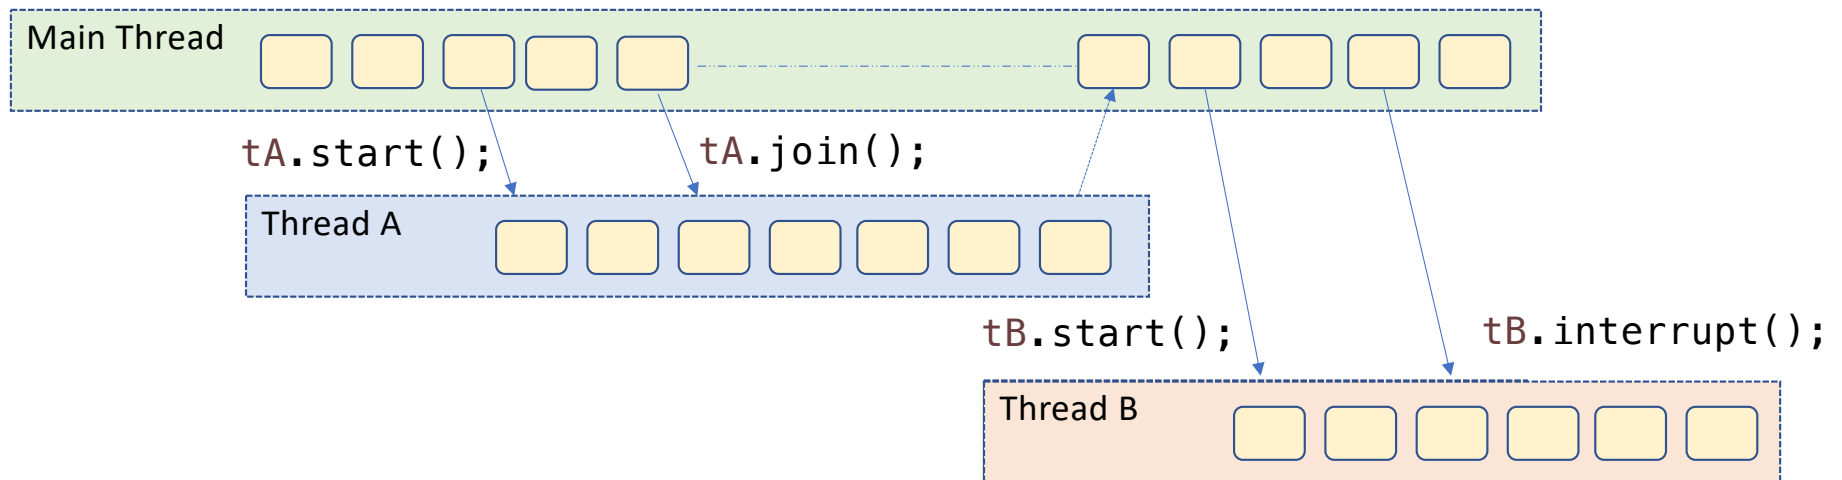 Main Thread
tA.start();
tA.join();
Thread A
tB.start();
tB.interrupt();
Thread B